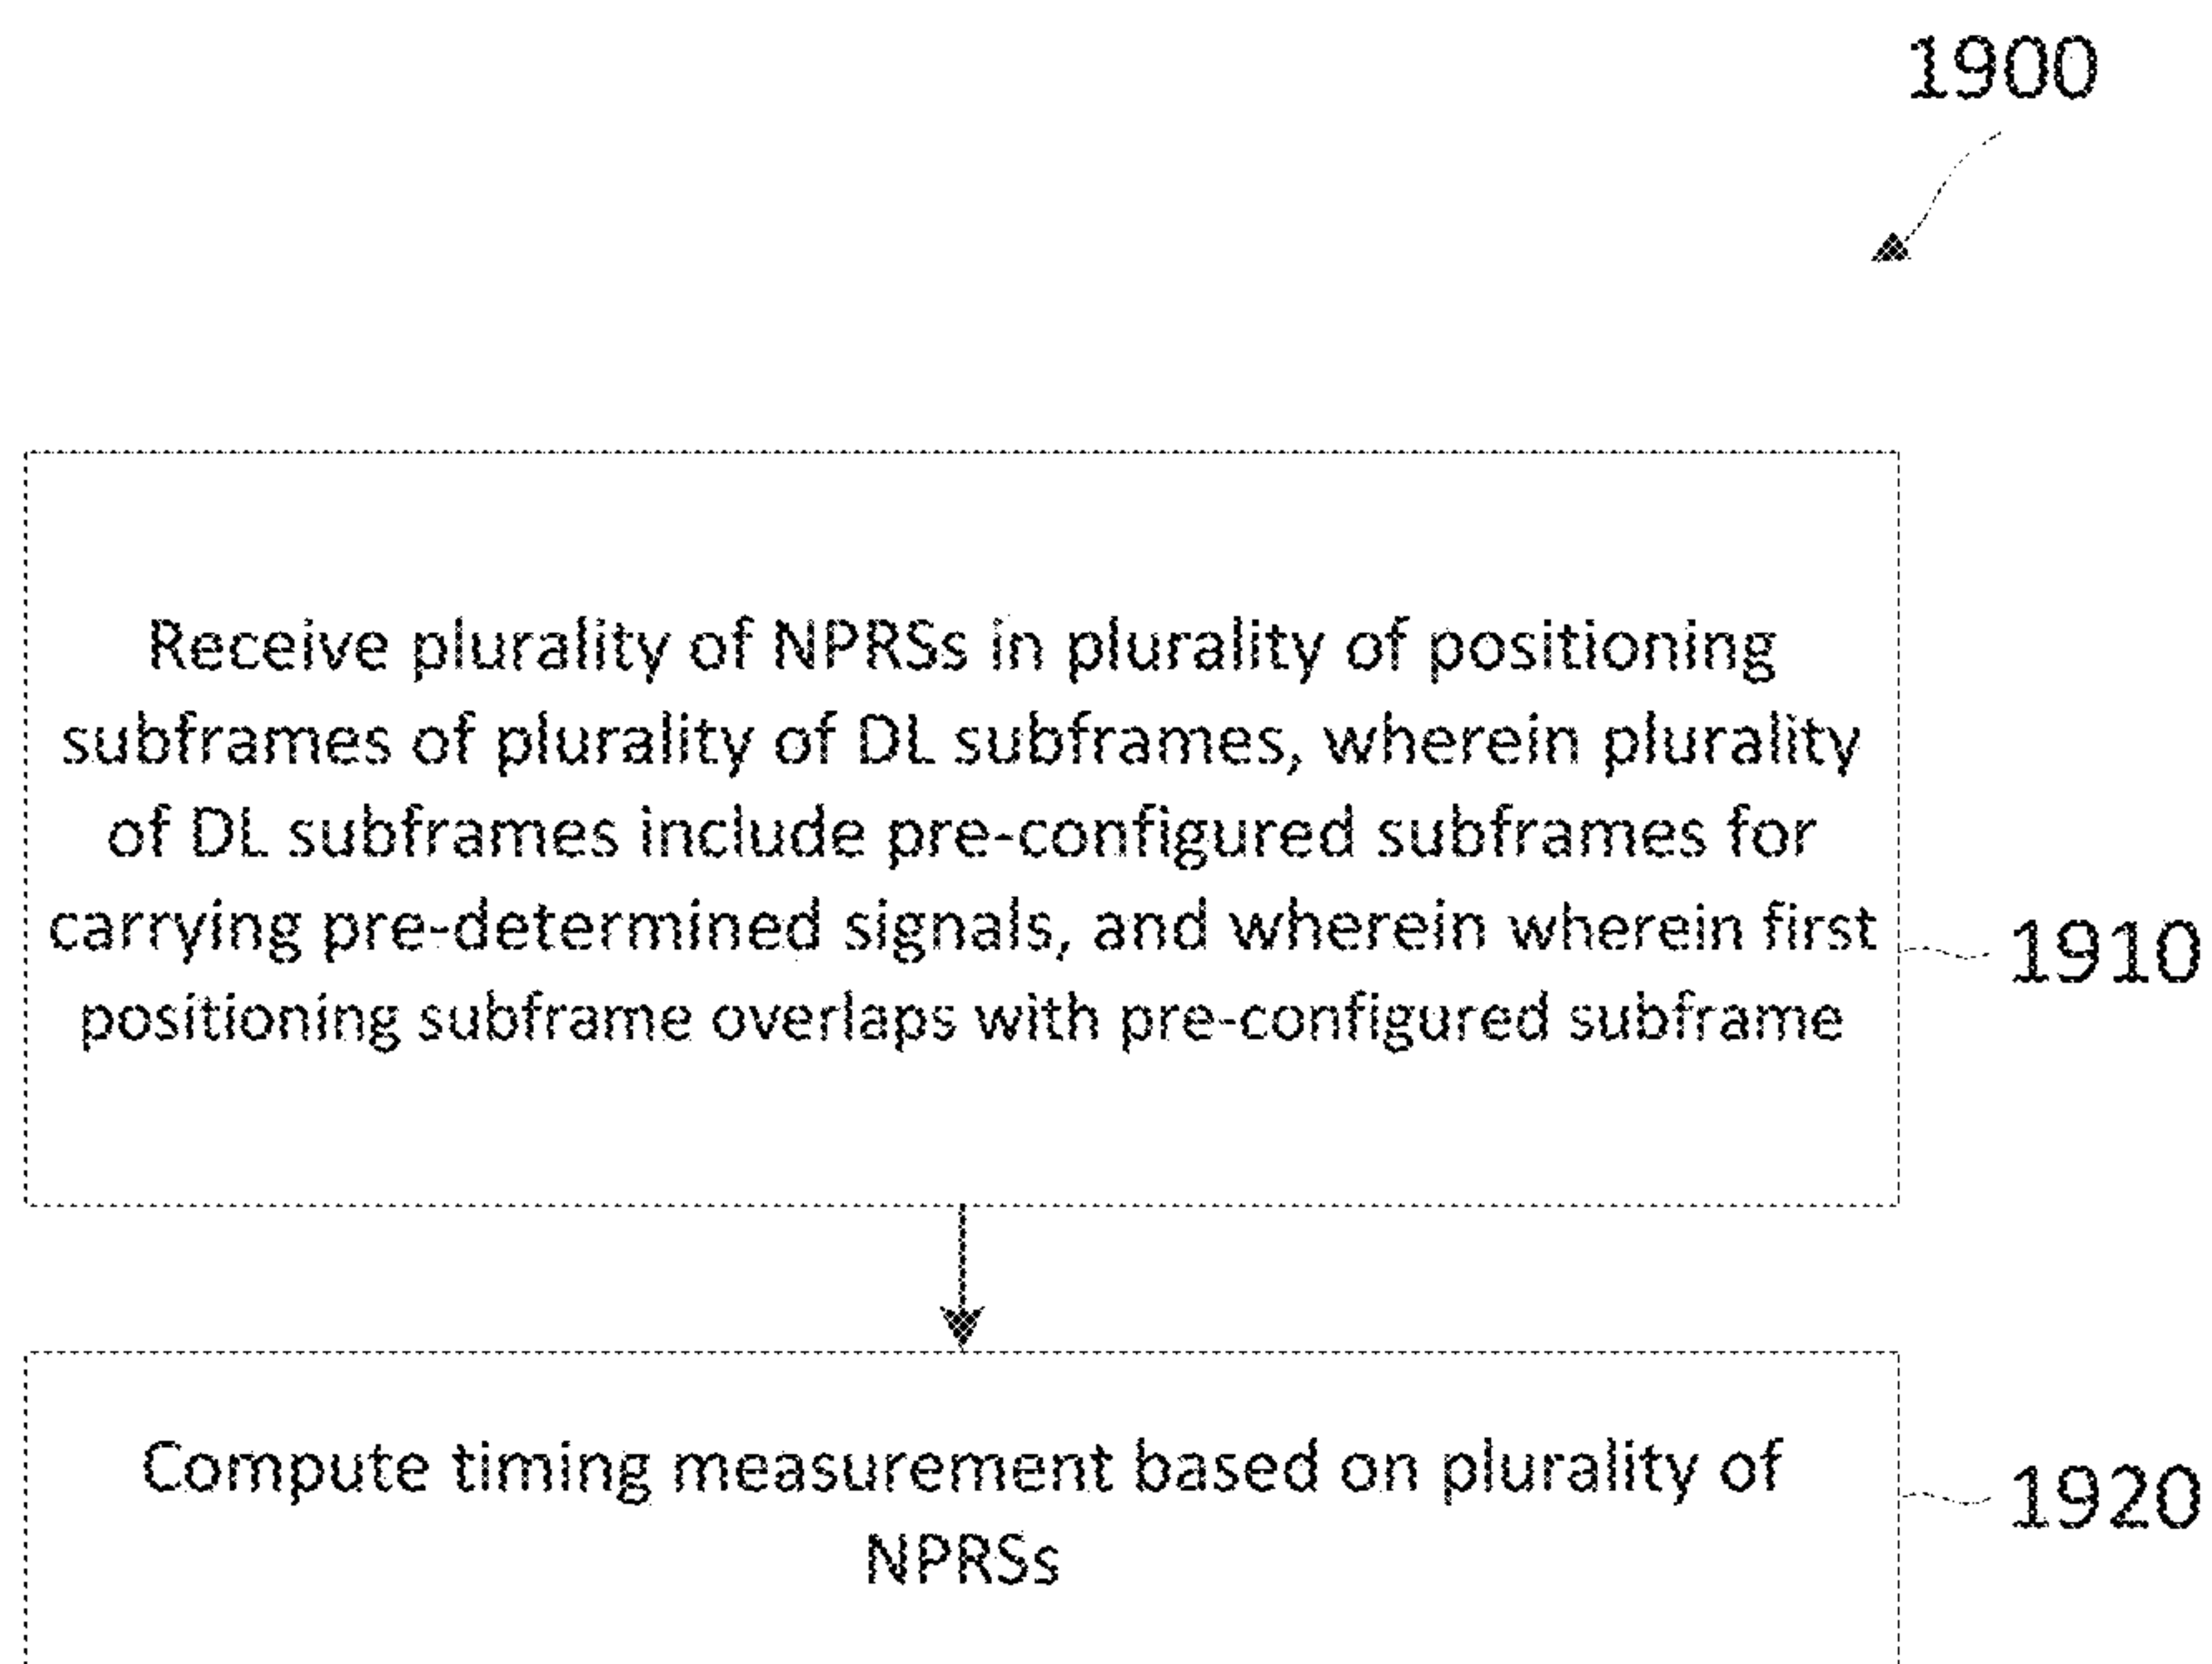 1900
Receive plurality of NPRSs in plurality of positioning
subframes of plurality of DL subframes, wherein plurality
of DL subframes include pre-configured subframes for
carrying pre-determined signals, and wherein wherein first
positioning subframe overlaps with pre-configured subframe
1910
Compute timing measurement based on plurality of
NPRSs
1920